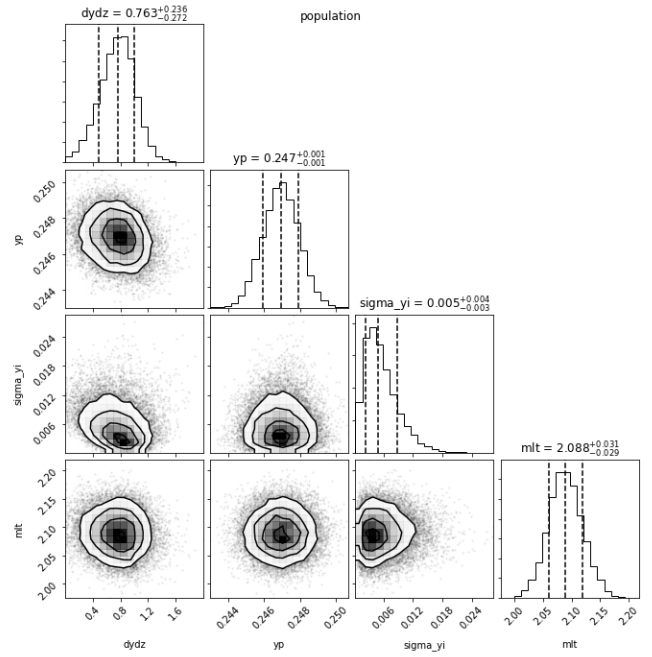 population
dydz = 0.763+0.236 −0.272
yp = 0.247+0.001 −0.001
sigma_yi = 0.005+0.004 −0.003
mlt = 2.088+0.031 −0.029
0.250
0.248
0.246
0.244
yp
0.024
0.018
0.012
0.006
sigma_yi
2.20
2.15
2.10
2.05
2.00
mlt
0.4 0.8 1.2 1.6
dydz
0.244 0.246 0.248 0.250
yp
0.006 0.012 0.018 0.024
sigma_yi
2.00 2.05 2.10 2.15 2.20
mlt